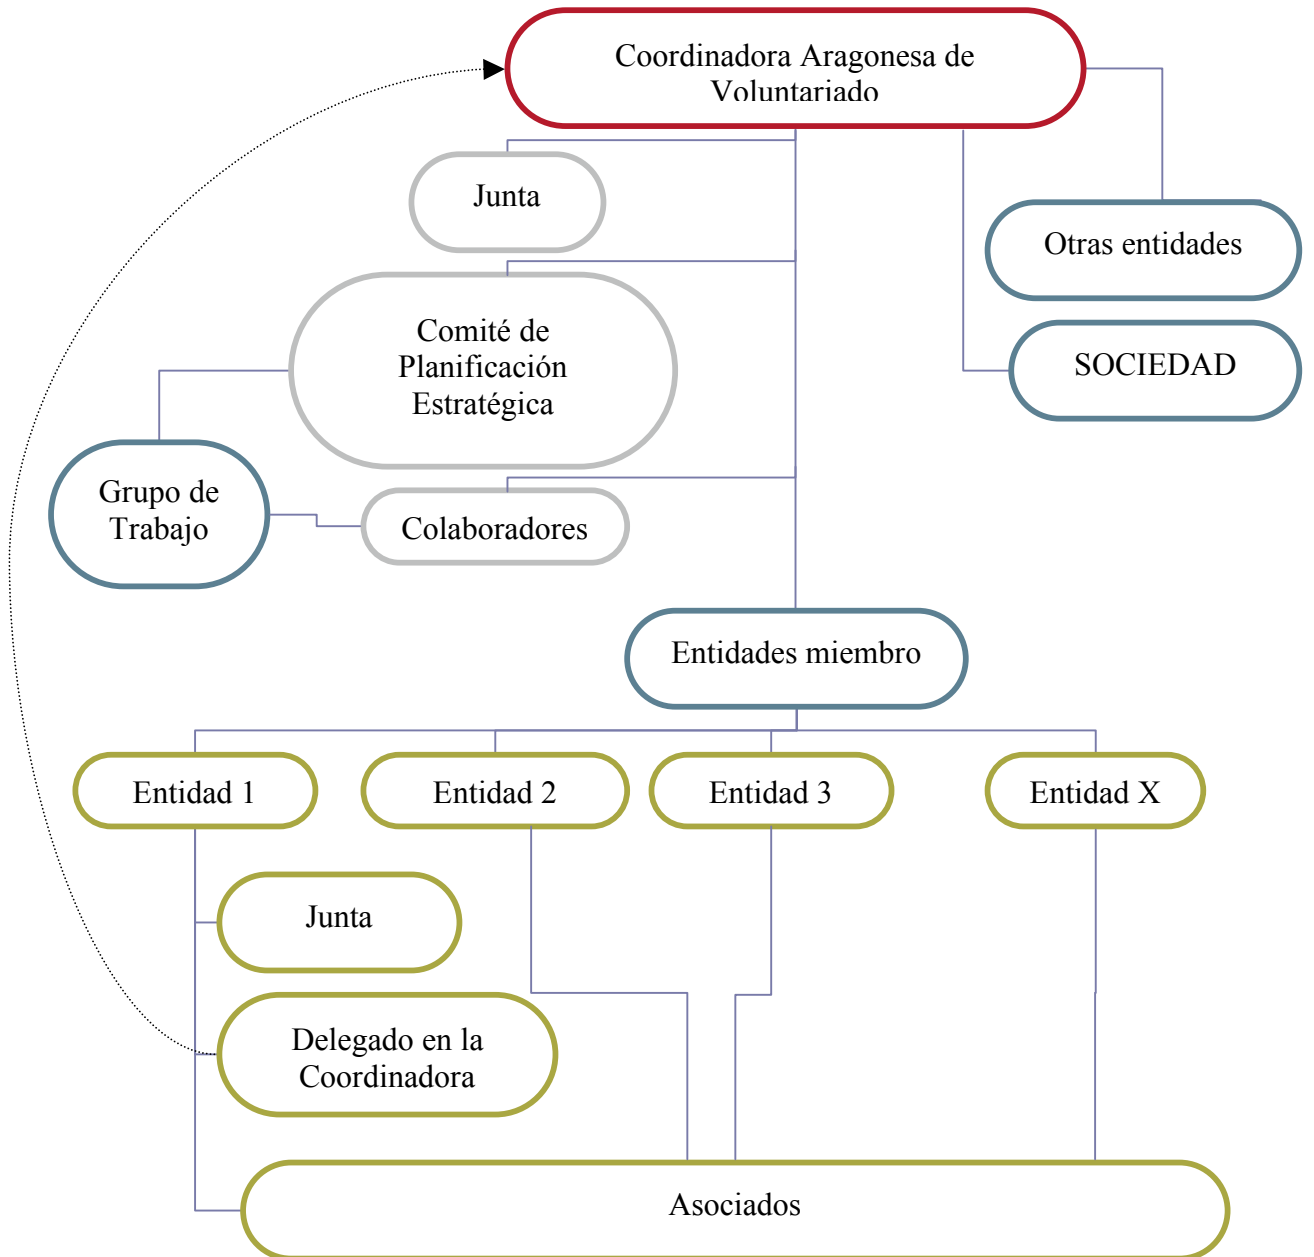 Coordinadora Aragonesa de
Voluntariado
Junta
Otras entidades
Comité de
Planificación
Estratégica
SOCIEDAD
Grupo de
Trabajo
Colaboradores
Entidades miembro
Entidad 1
Entidad 2
Entidad 3
Entidad X
Junta
Delegado en la
Coordinadora
Asociados